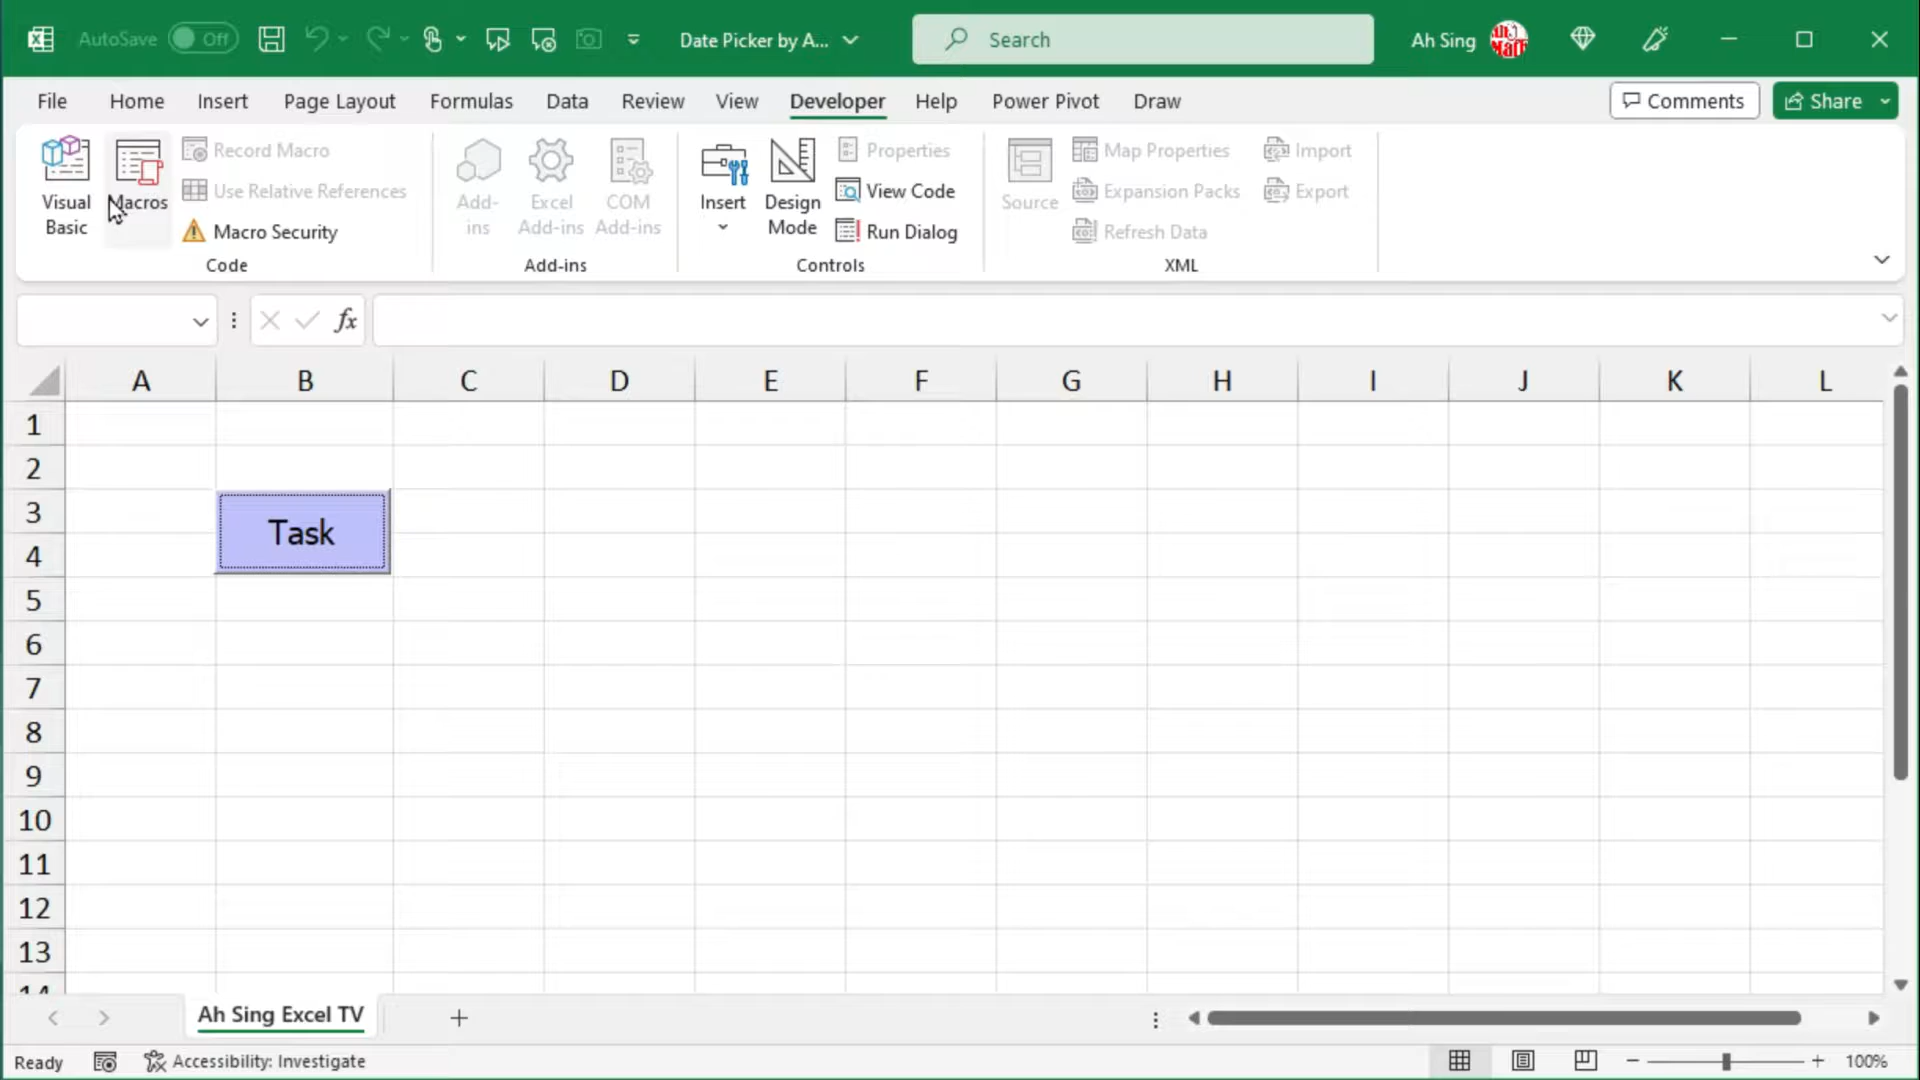 AutoSave Off Date Picker by A... Search Ah Sing
File Home Insert Page Layout Formulas Data Review View Developer Help Power Pivot Draw Comments Share
Visual Basic
Macros
Record Macro
Use Relative References
Macro Security
Code
Add-ins
Excel Add-ins
COM Add-ins
Add-ins
Insert
Design Mode
Properties
View Code
Run Dialog
Controls
Source
Map Properties
Expansion Packs
Refresh Data
Import
Export
XML
fx
A B C D E F G H I J K L
1
2
3
Task
4
5
6
7
8
9
10
11
12
13
14
Ah Sing Excel TV
Ready Accessibility: Investigate 100%